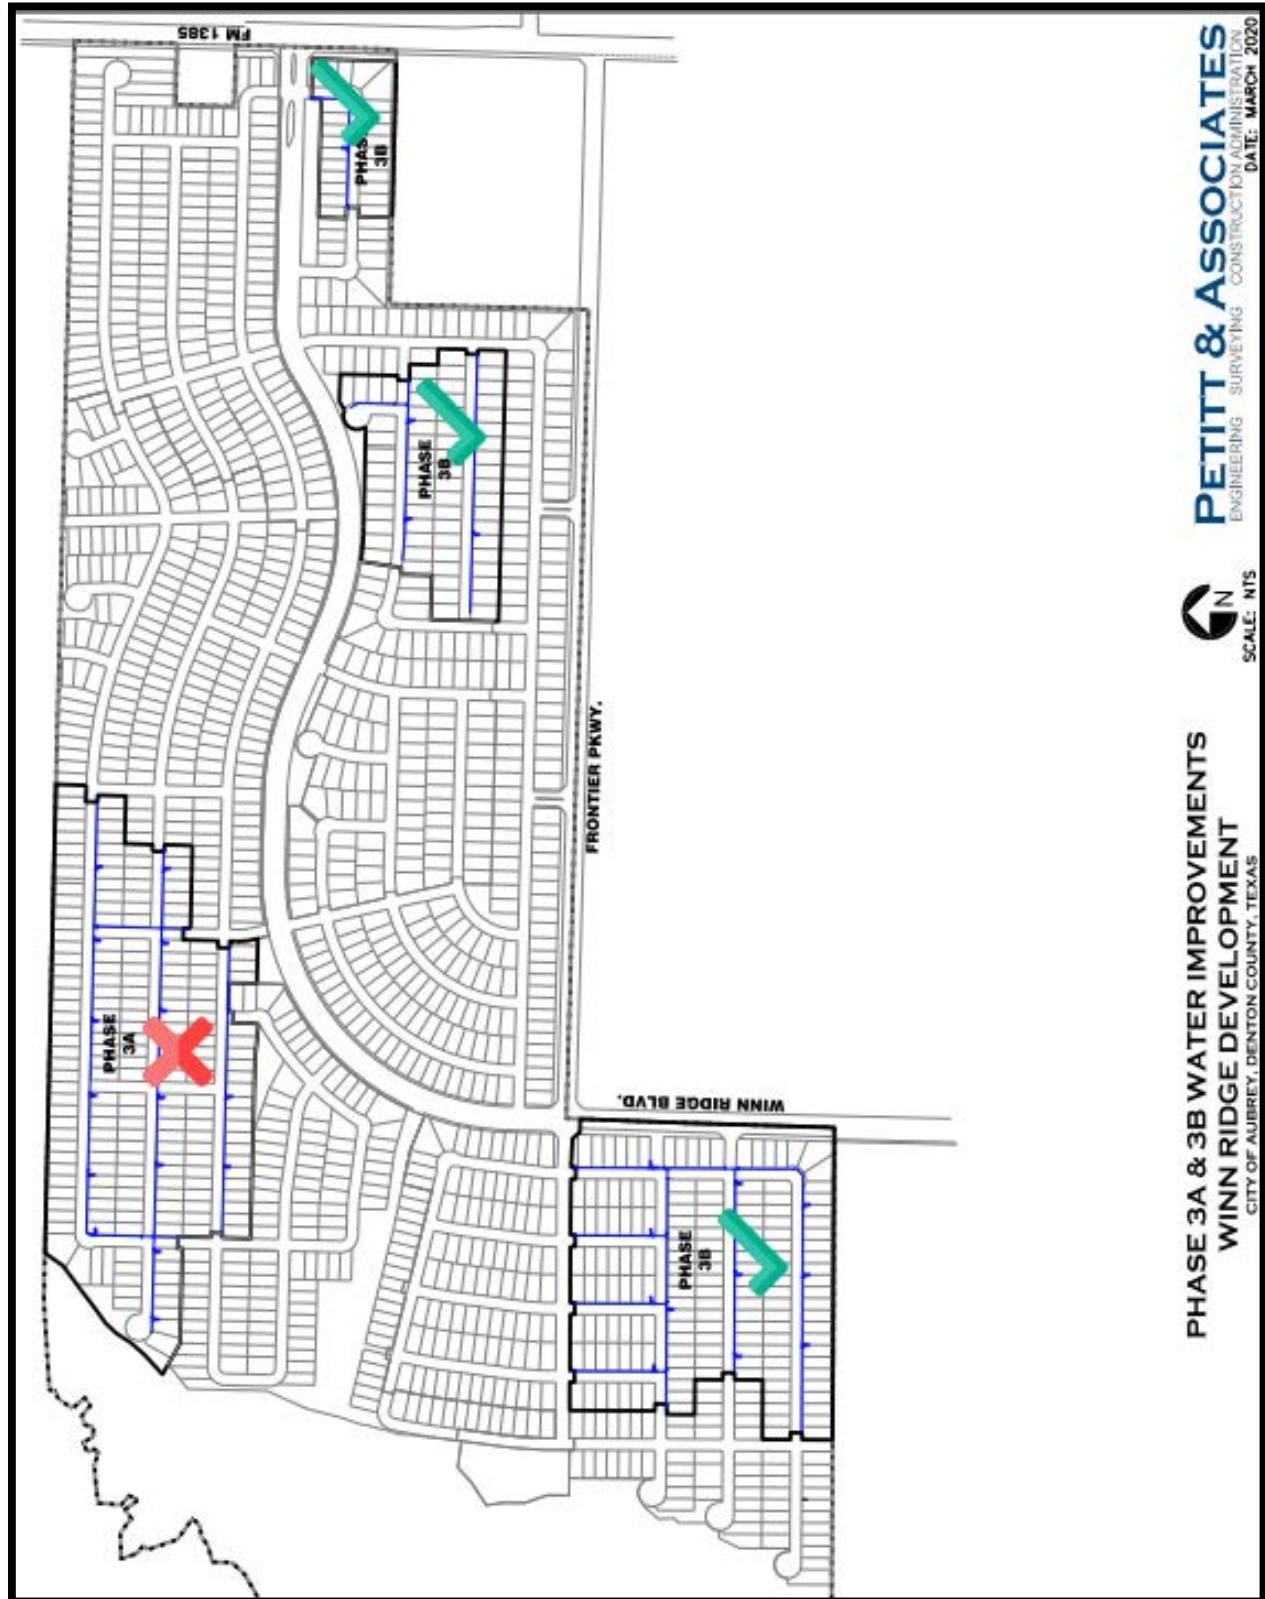 FM 1385
PHASE
3B
PHASE
3B
FRONTIER PKWY.
PHASE
3A
WINN RIDGE BLVD.
PHASE
3B
PETITT & ASSOCIATES
ENGINEERING SURVEYING CONSTRUCTION ADMINISTRATION
DATE: MARCH 2020
N
SCALE: NTS
PHASE 3A & 3B WATER IMPROVEMENTS
WINN RIDGE DEVELOPMENT
CITY OF AUBREY, DENTON COUNTY, TEXAS